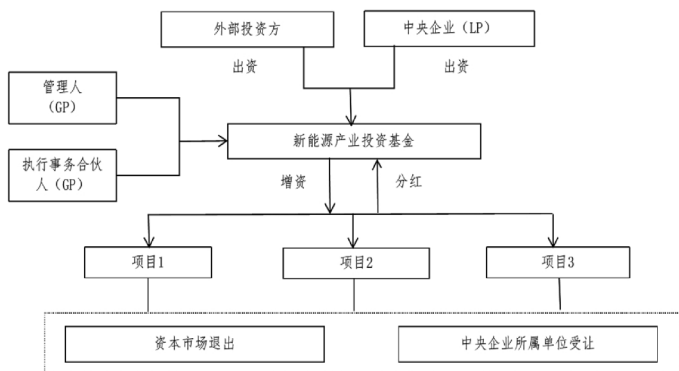 外部投资方
中央企业（LP）
出资
出资
管理人
（GP）
新能源产业投资基金
执行事务合伙
人（GP）
增资
分红
项目1
项目2
项目3
资本市场退出
中央企业所属单位受让